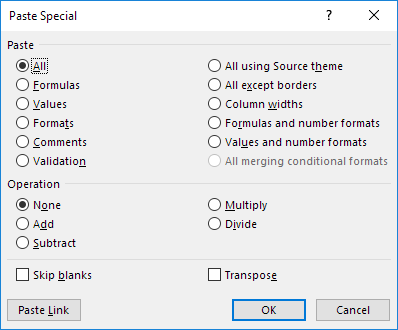 Paste Special
Paste
All
Formulas
Values
Formats
Comments
Validation
All using Source theme
All except borders
Column widths
Formulas and number formats
Values and number formats
All merging conditional formats
Operation
None
Add
Subtract
Multiply
Divide
Skip blanks
Transpose
Paste Link
OK
Cancel